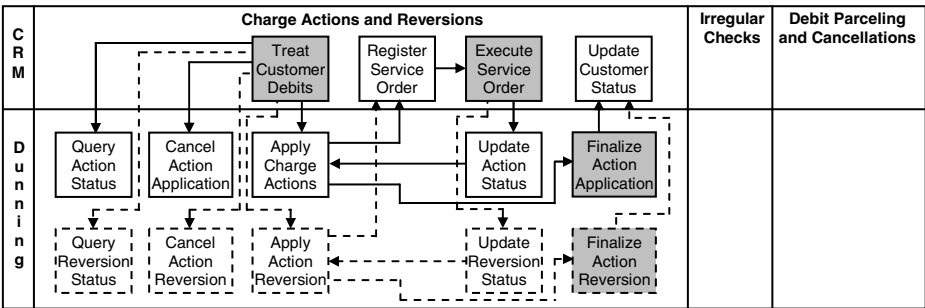 Charge Actions and Reversions
Irregular
Checks
Debit Parceling
and Cancellations
C
R
M
Treat
Customer
Debits
Register
Service
Order
Execute
Service
Order
Update
Customer
Status
D
u
n
n
i
n
g
Query
Action
Status
Cancel
Action
Application
Apply
Charge
Actions
Update
Action
Status
Finalize
Action
Application
Query
Reversion
Status
Cancel
Action
Reversion
Apply
Action
Reversion
Update
Reversion
Status
Finalize
Action
Reversion